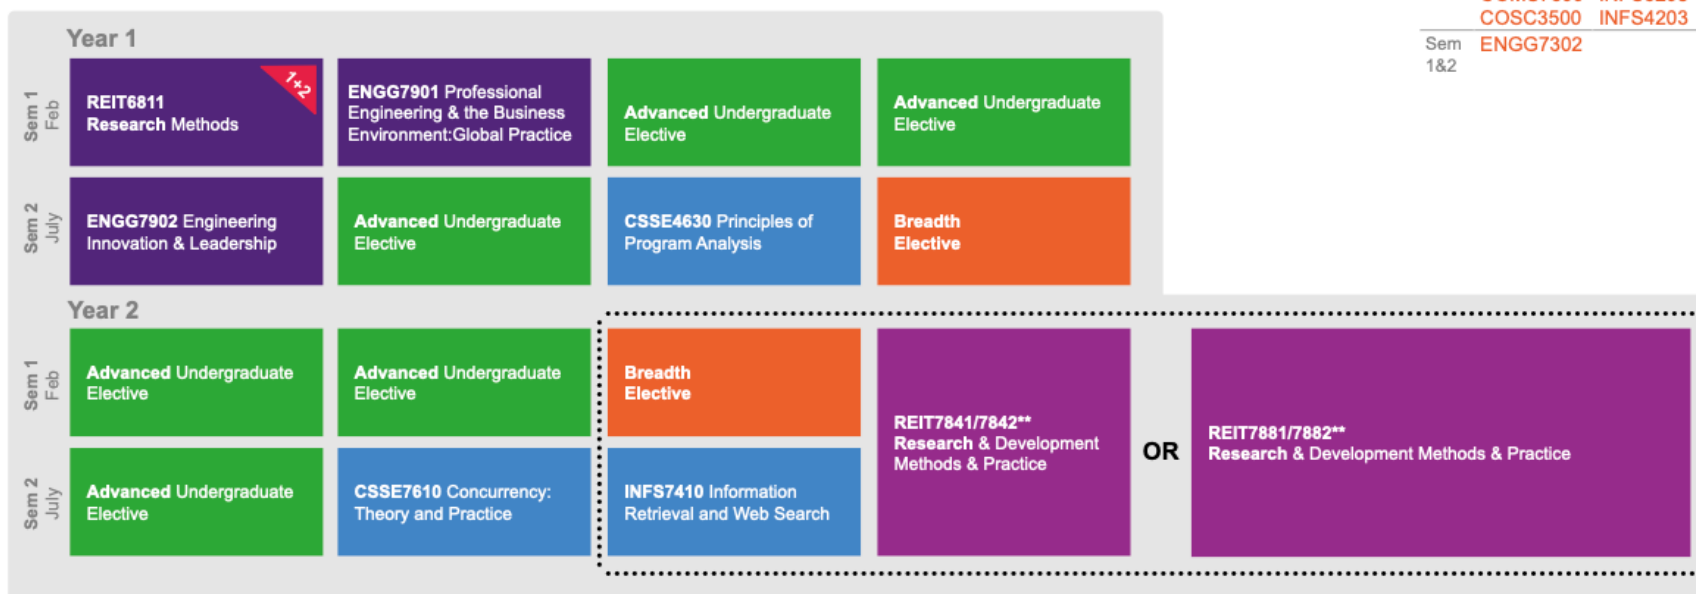 COSC3500 INFS4203
Sem 1&2 ENGG7302
Year 1
Sem 1
Feb
REIT6811
Research Methods
1+2
ENGG7901 Professional
Engineering & the Business
Environment:Global Practice
Advanced Undergraduate
Elective
Advanced Undergraduate
Elective
Sem 2
July
ENGG7902 Engineering
Innovation & Leadership
Advanced Undergraduate
Elective
CSSE4630 Principles of
Program Analysis
Breadth
Elective
Year 2
Sem 1
Feb
Advanced Undergraduate
Elective
Advanced Undergraduate
Elective
Breadth
Elective
REIT7841/7842**
Research & Development
Methods & Practice
OR
REIT7881/7882**
Research & Development Methods & Practice
Sem 2
July
Advanced Undergraduate
Elective
CSSE7610 Concurrency:
Theory and Practice
INFS7410 Information
Retrieval and Web Search